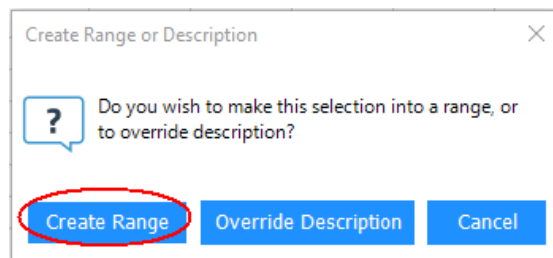 Create Range or Description
Do you wish to make this selection into a range, or
to override description?
Create Range
Override Description
Cancel